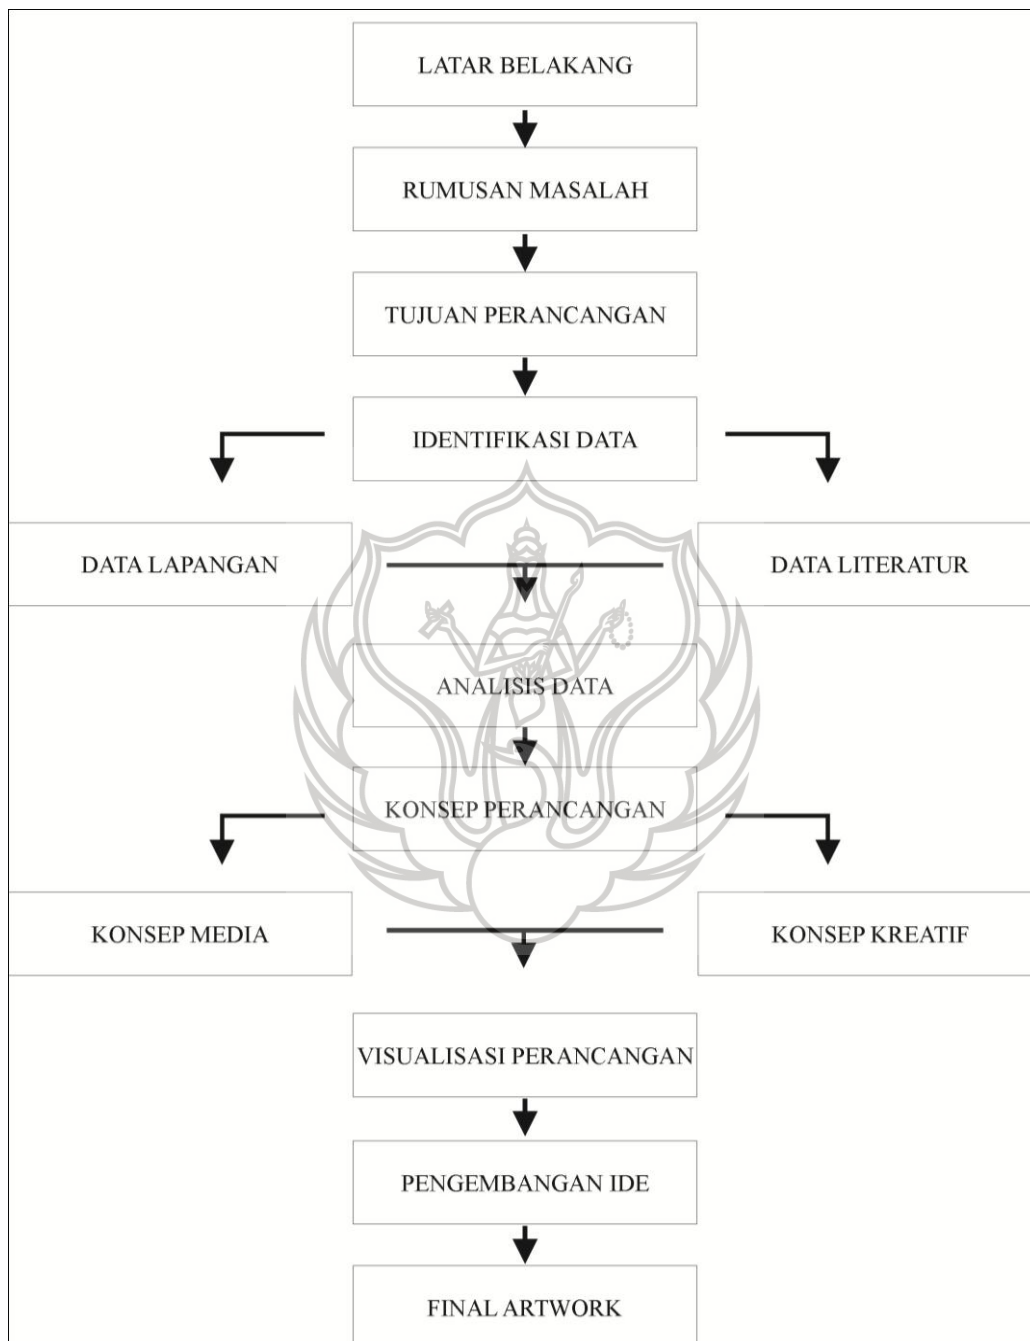 LATAR BELAKANG
RUMUSAN MASALAH
TUJUAN PERANCANGAN
IDENTIFIKASI DATA
DATA LAPANGAN
DATA LITERATUR
ANALISIS DATA
KONSEP PERANCANGAN
KONSEP MEDIA
KONSEP KREATIF
VISUALISASI PERANCANGAN
PENGEMBANGAN IDE
FINAL ARTWORK